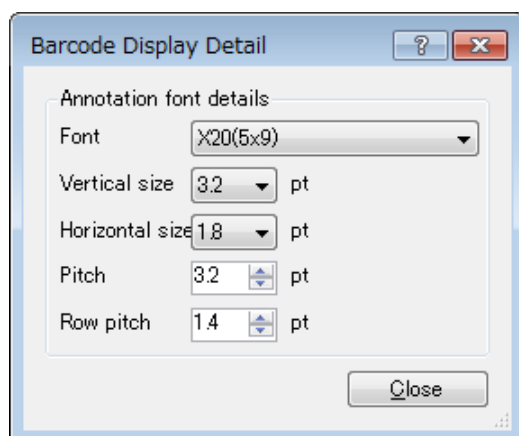 Barcode Display Detail
Annotation font details
Font X20(5x9)
Vertical size 3.2 pt
Horizontal size 1.8 pt
Pitch 3.2 pt
Row pitch 1.4 pt
Close